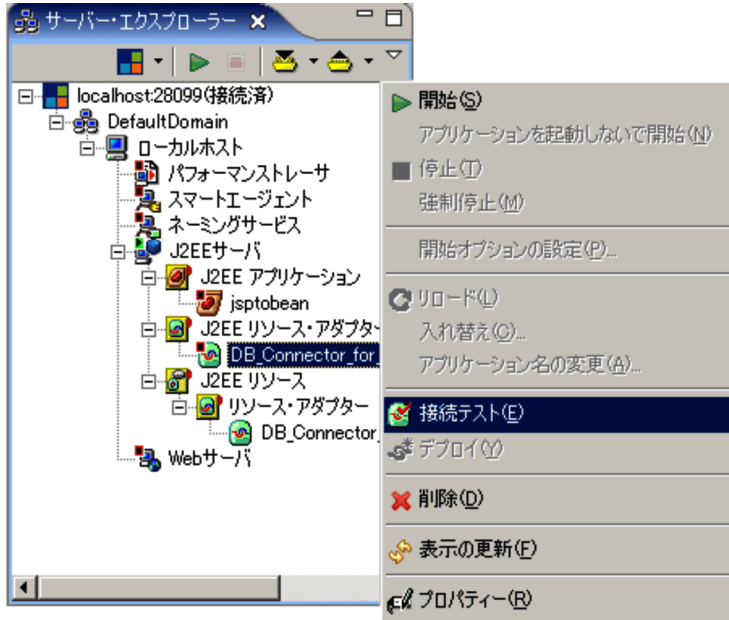 サーバー・エクスプローラー
localhost:28099(接続済)
DefaultDomain
ローカルホスト
パフォーマンストレーサ
スマートエージェント
ネーミングサービス
J2EEサーバ
J2EE アプリケーション
jsptobean
J2EE リソース・アダプター
DB_Connector_for_
J2EE リソース
リソース・アダプター
DB_Connector_
Webサーバ
開始(S)
アプリケーションを起動しないで開始(N)
停止(T)
強制停止(M)
開始オプションの設定(P)...
リロード(L)
入れ替え(C)...
アプリケーション名の変更(A)...
接続テスト(E)
デプロイ(Y)
削除(D)
表示の更新(F)
プロパティー(R)